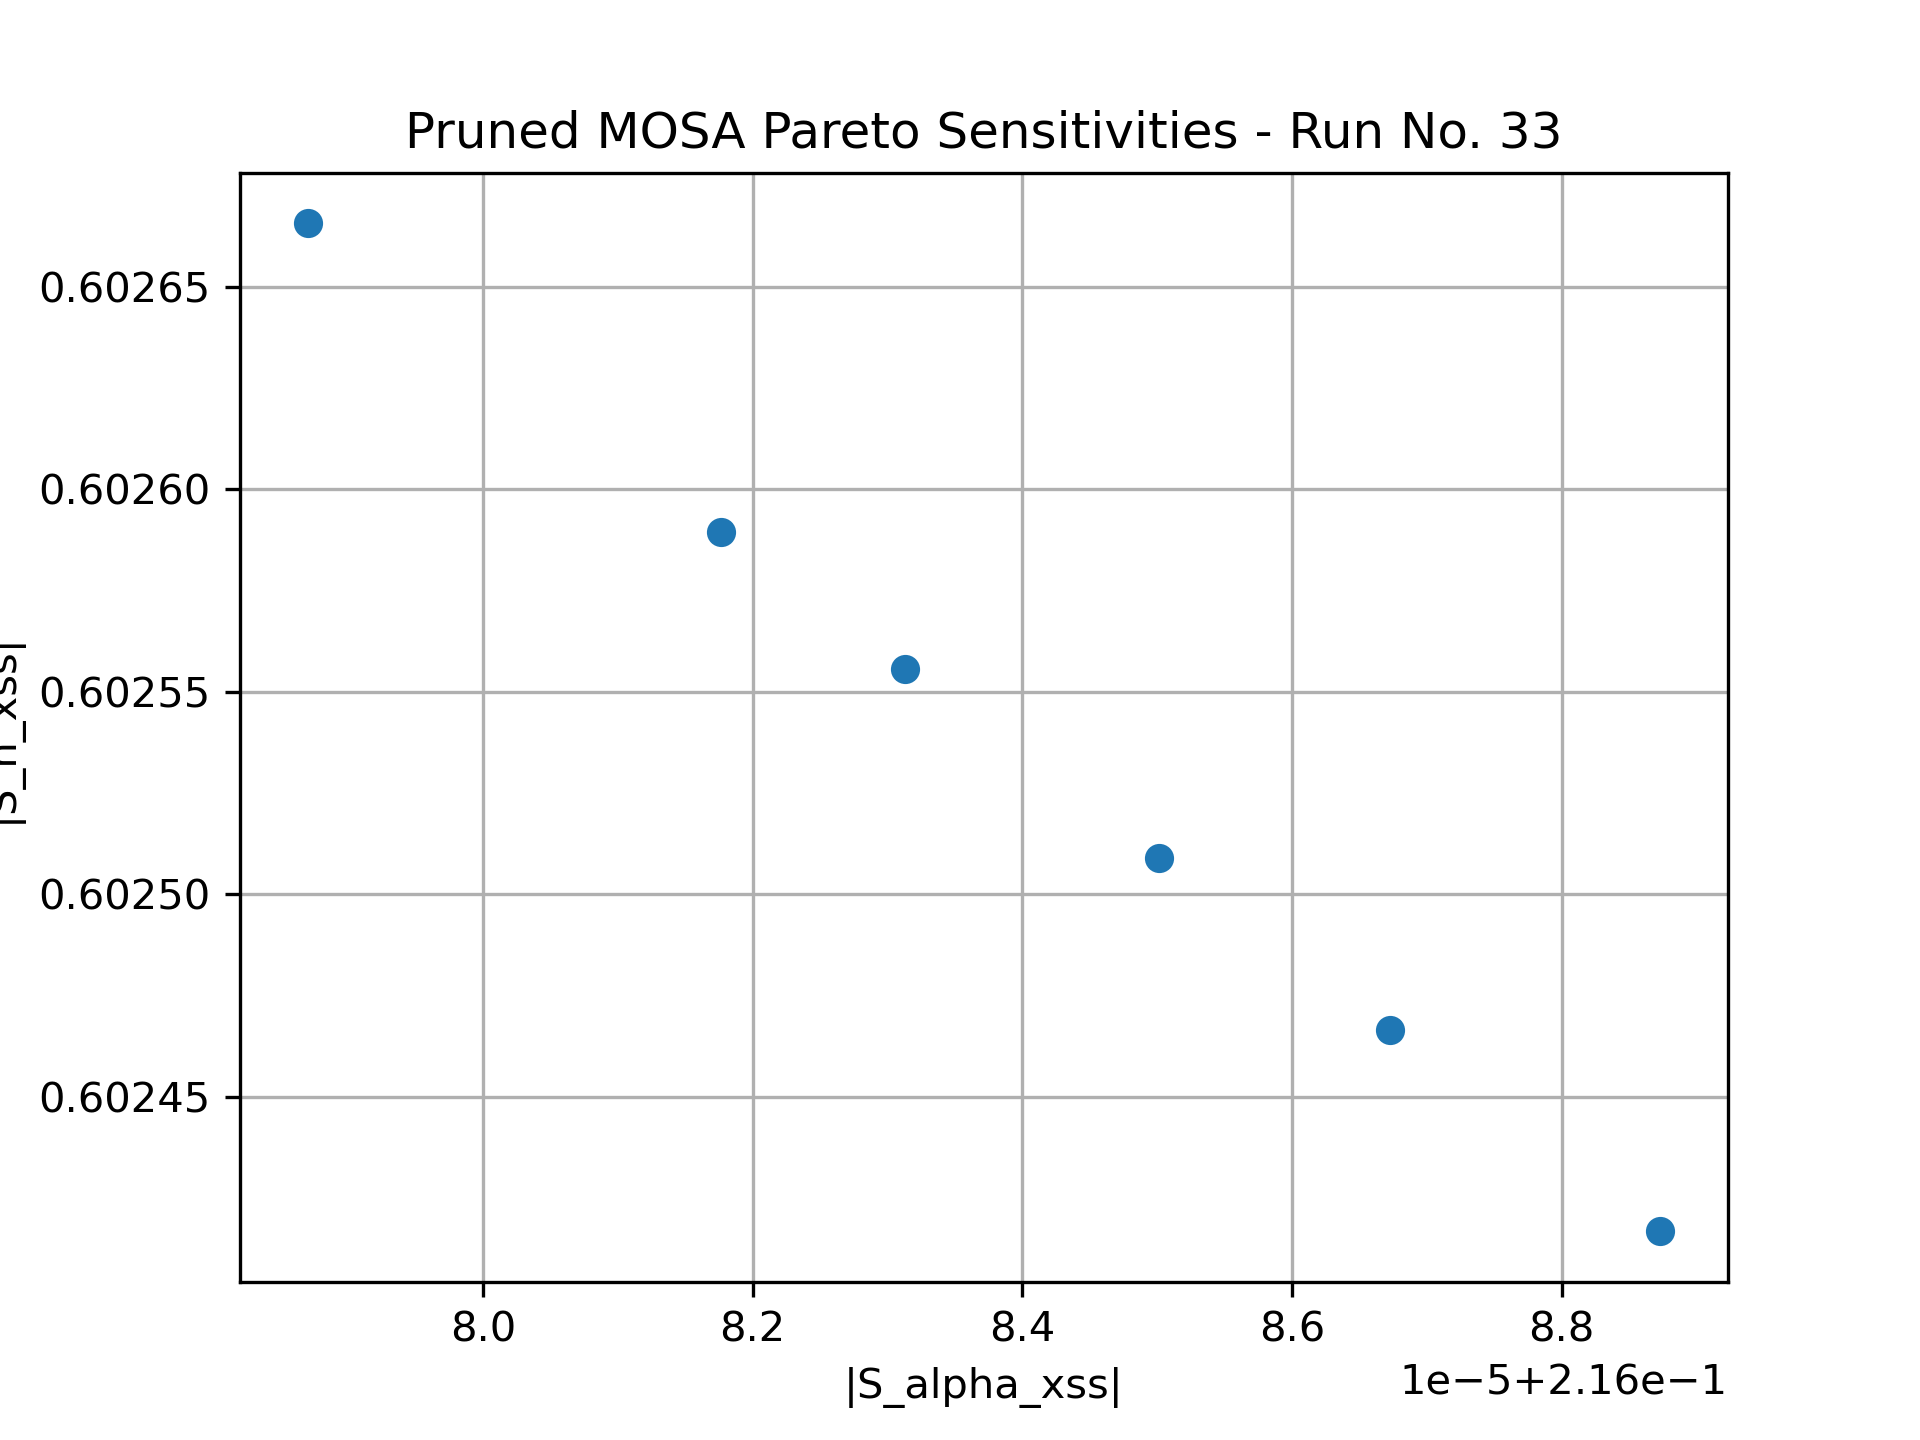 Pruned MOSA Pareto Sensitivities - Run No. 33
0.60265
0.60260
0.60255
0.60250
0.60245
|S_n_xss|
8.0 8.2 8.4 8.6 8.8
|S_alpha_xss|
1e−5+2.16e−1